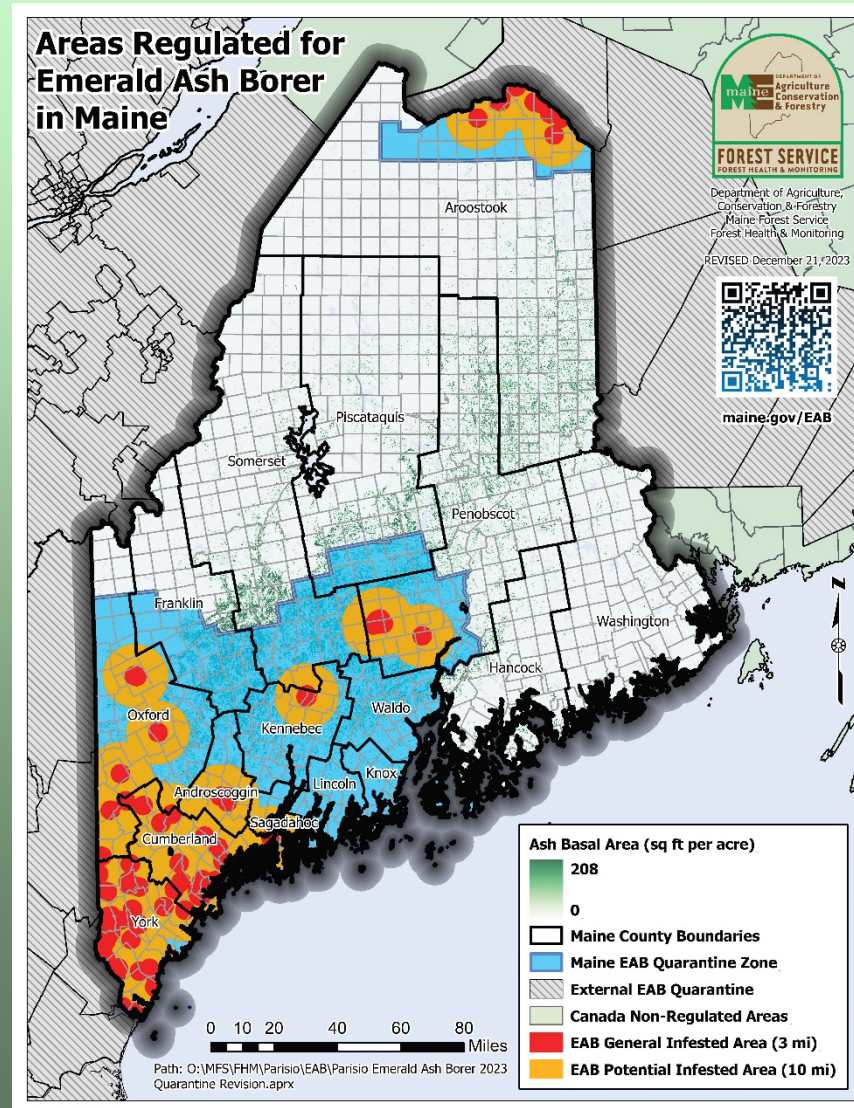 Areas Regulated for
Emerald Ash Borer
in Maine
DEPARTMENT OF
maine Agriculture
Conservation
& Forestry
FOREST SERVICE
FOREST HEALTH & MONITORING
Department of Agriculture,
Conservation & Forestry
Maine Forest Service
Forest Health & Monitoring
REVISED December 21, 2023
maine.gov/EAB
Aroostook
Piscataquis
Somerset
Penobscot
Franklin
Washington
Hancock
Oxford
Waldo
Kennebec
Knox
Lincoln
Androscoggin
Sagadahoc
Cumberland
York
N
Ash Basal Area (sq ft per acre)
208
0
Maine County Boundaries
Maine EAB Quarantine Zone
External EAB Quarantine
Canada Non-Regulated Areas
EAB General Infested Area (3 mi)
EAB Potential Infested Area (10 mi)
0 10 20 40 60 80
Miles
Path: O:\MFS\FHM\Parisio\EAB\Parisio Emerald Ash Borer 2023
Quarantine Revision.aprx